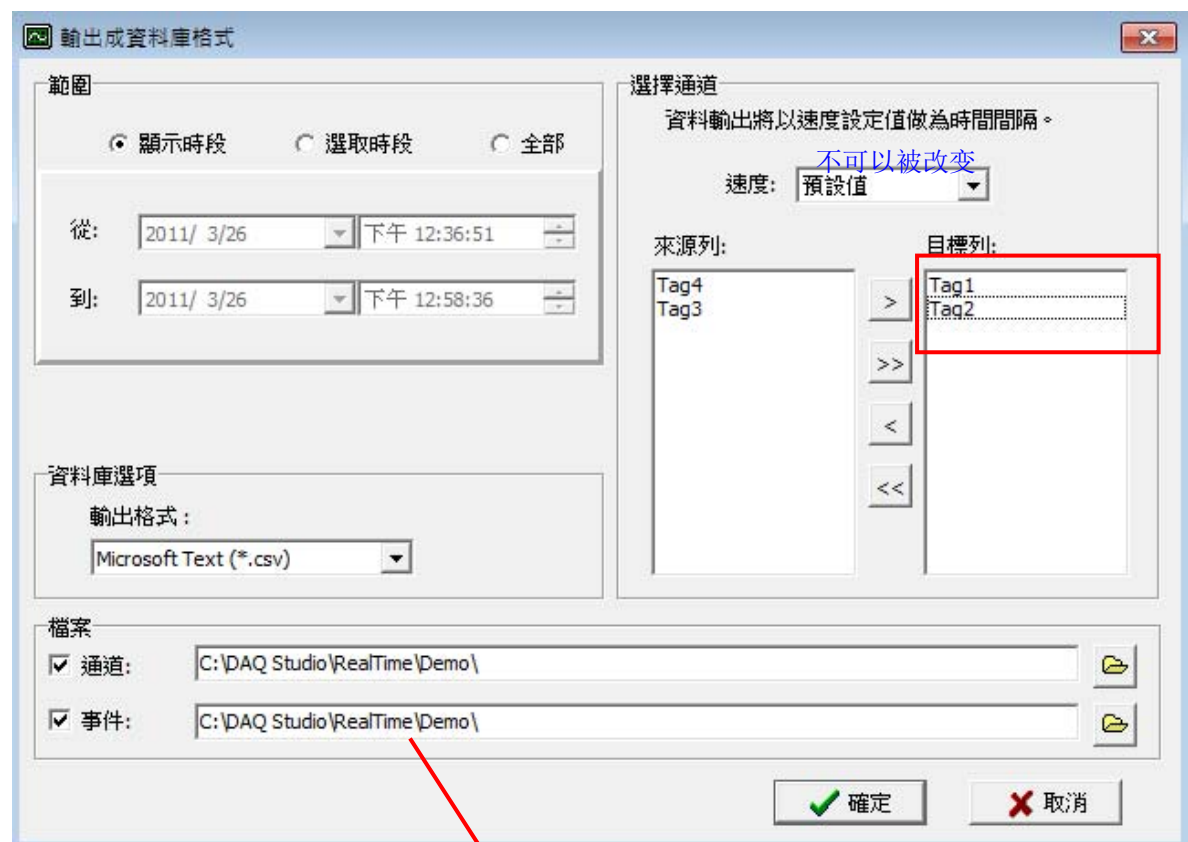 輸出成資料庫格式
範圍
顯示時段
選取時段
全部
從:
2011/ 3/26
下午 12:36:51
到:
2011/ 3/26
下午 12:58:36
選擇通道
資料輸出將以速度設定值做為時間間隔。
不可以被改变
速度:
預設值
來源列:
目標列:
Tag4
Tag3
>
>>
<
<<
Tag1
Tag2
資料庫選項
輸出格式 :
Microsoft Text (*.csv)
檔案
通道:
C:\DAQ Studio\RealTime\Demo\
事件:
C:\DAQ Studio\RealTime\Demo\
確定
取消